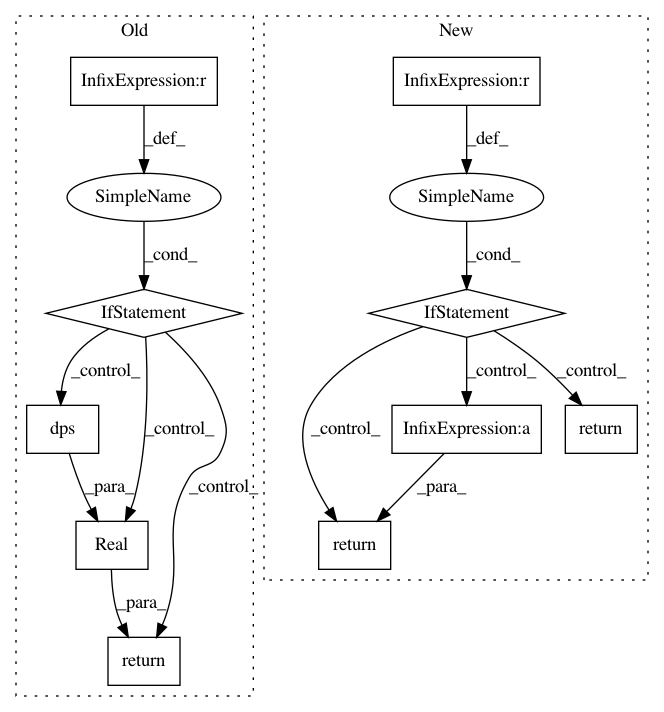 Old
InfixExpression:r
_def_
SimpleName
_cond_
IfStatement
_control_
dps
_control_
_control_
_para_
Real
_para_
return
New
InfixExpression:r
_def_
SimpleName
_cond_
IfStatement
_control_
_control_
_control_
InfixExpression:a
return
_para_
return